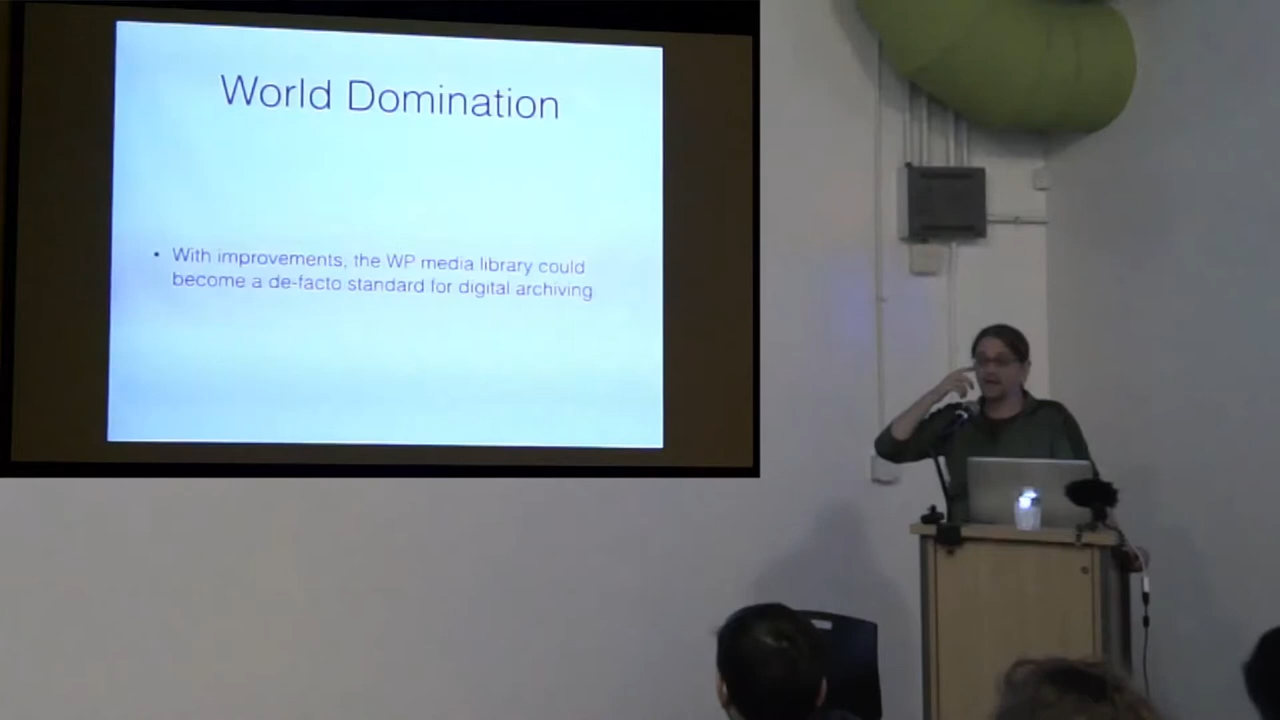 World Domination
• With improvements, the WP media library could
become a de-facto standard for digital archiving